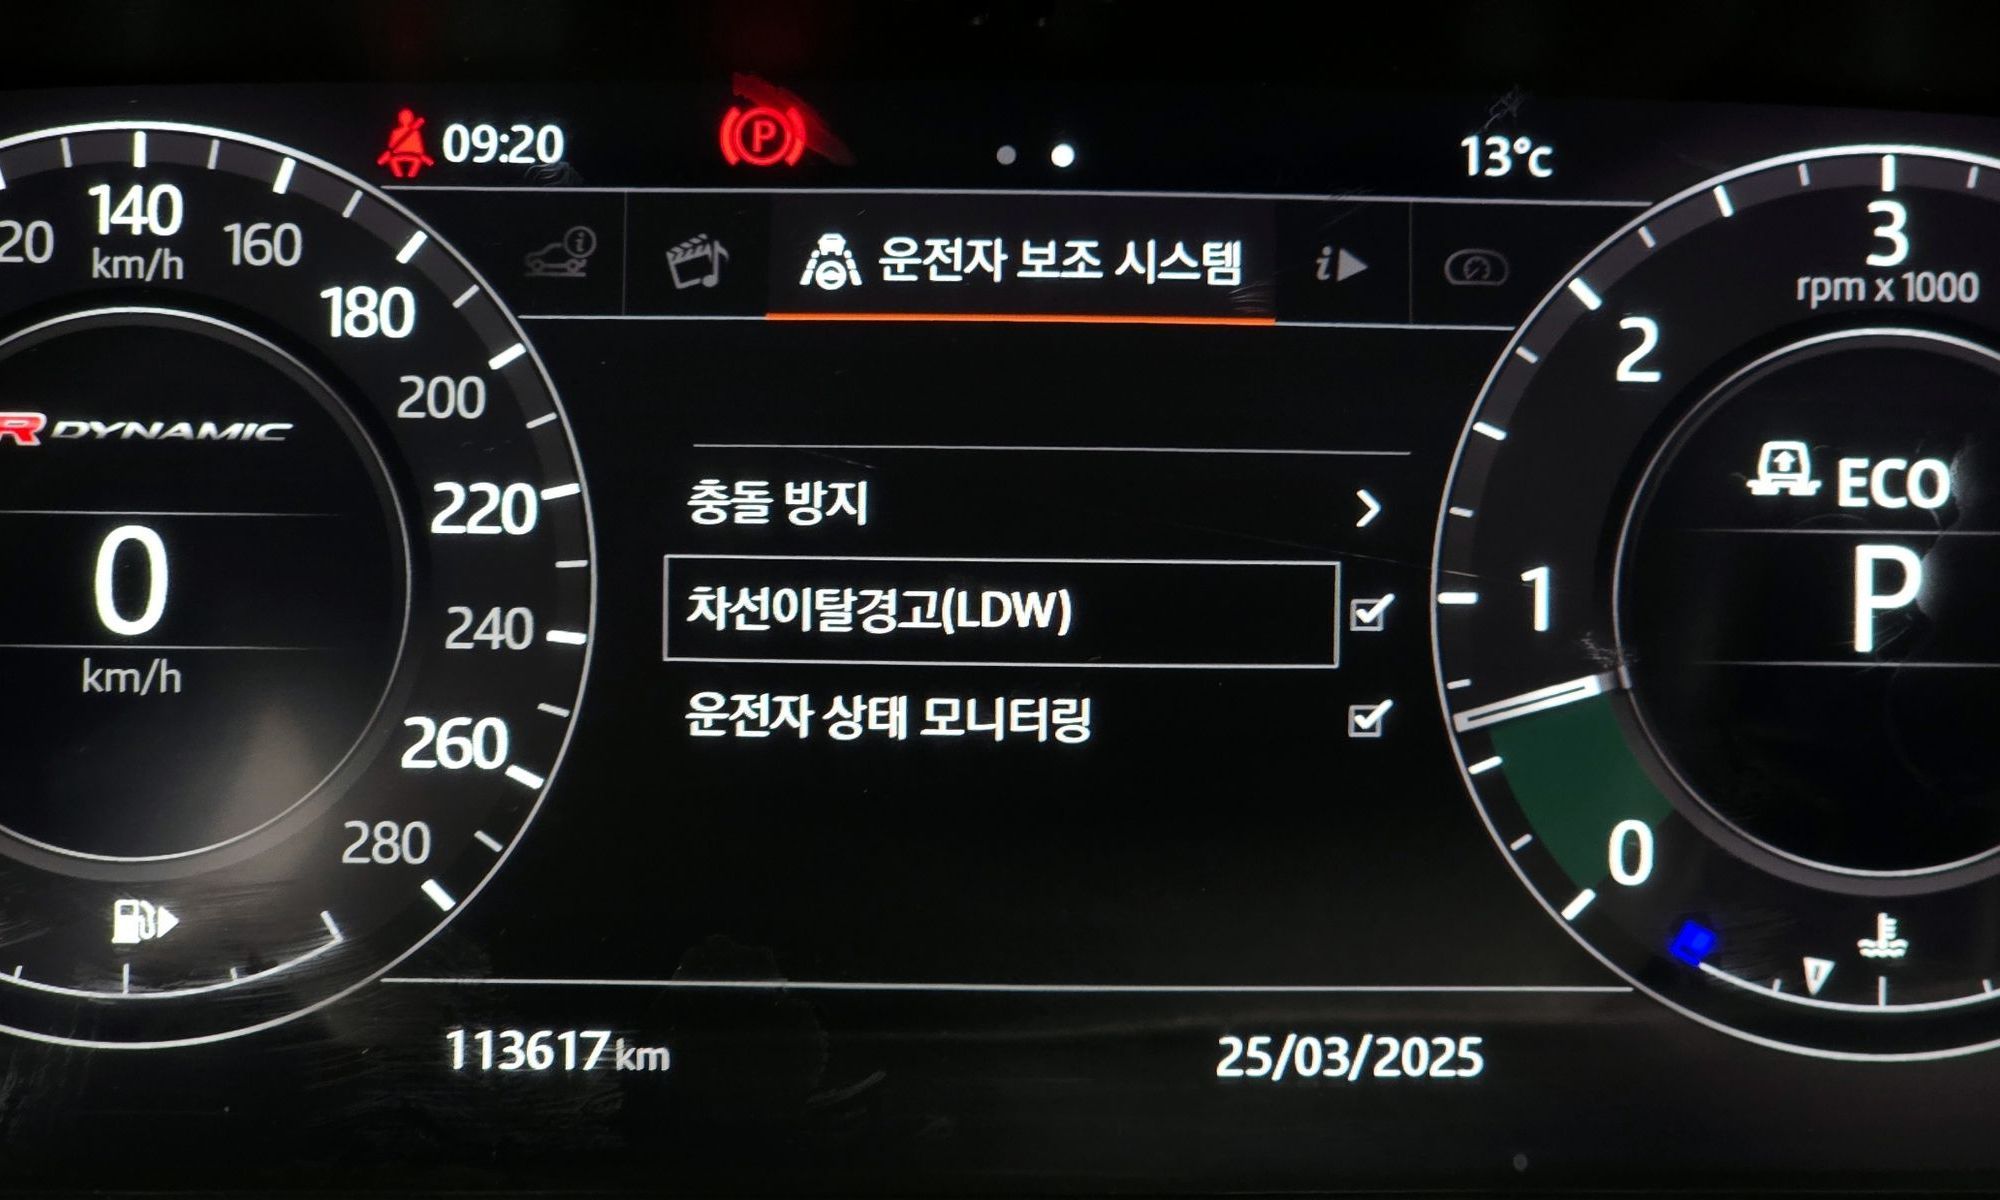 09:20
P
13°C
i
운전자 보조 시스템
i
20
140
km/h
160
180
200
220
240
260
280
R DYNAMIC
0
km/h
충돌 방지
차선이탈경고(LDW)
운전자 상태 모니터링
3
rpm x 1000
2
1
0
ECO
P
113617 km
25/03/2025